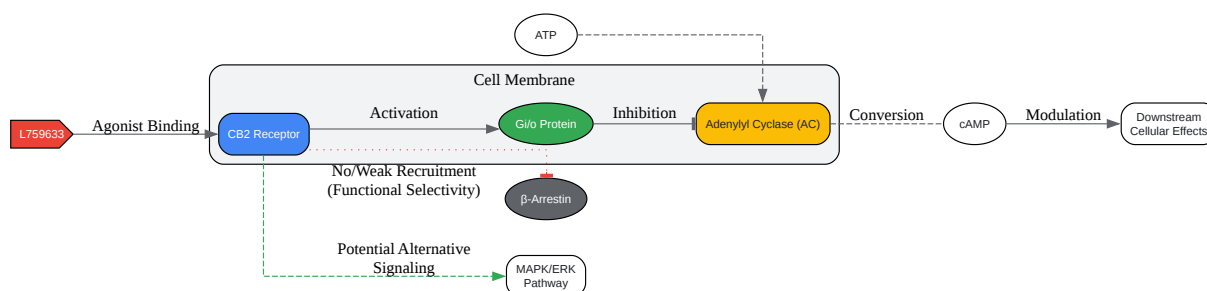 ATP
Cell Membrane
L759633
Agonist Binding
CB2 Receptor
Activation
Gi/o Protein
Inhibition
Adenylyl Cyclase (AC)
Conversion
cAMP
Modulation
Downstream
Cellular Effects
No/Weak Recruitment
(Functional Selectivity)
β-Arrestin
Potential Alternative
Signaling
MAPK/ERK
Pathway